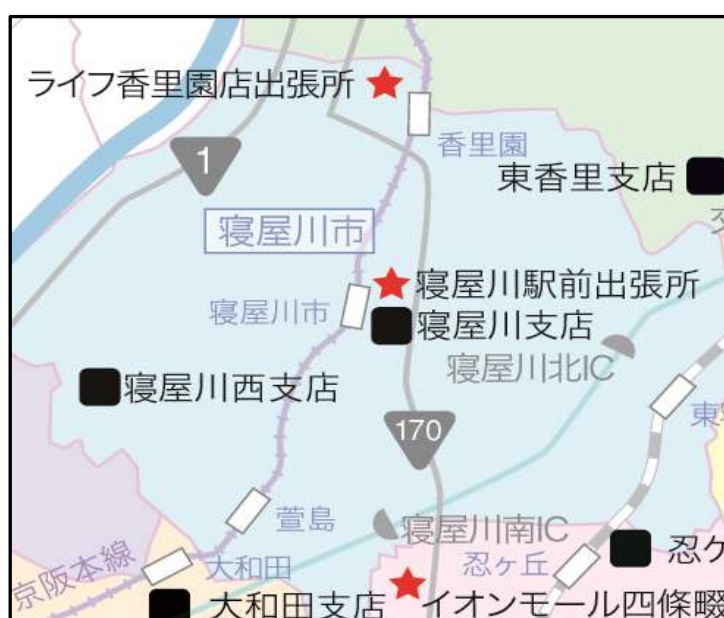 ライフ香里園店出張所
香里園
1
東香里支店
寝屋川市
寝屋川駅前出張所
寝屋川市
寝屋川支店
寝屋川北IC
寝屋川西支店
170
東
萱島
寝屋川南IC
忍ケ
京阪本線
大和田
忍ケ丘
大和田支店
イオンモール四條畷